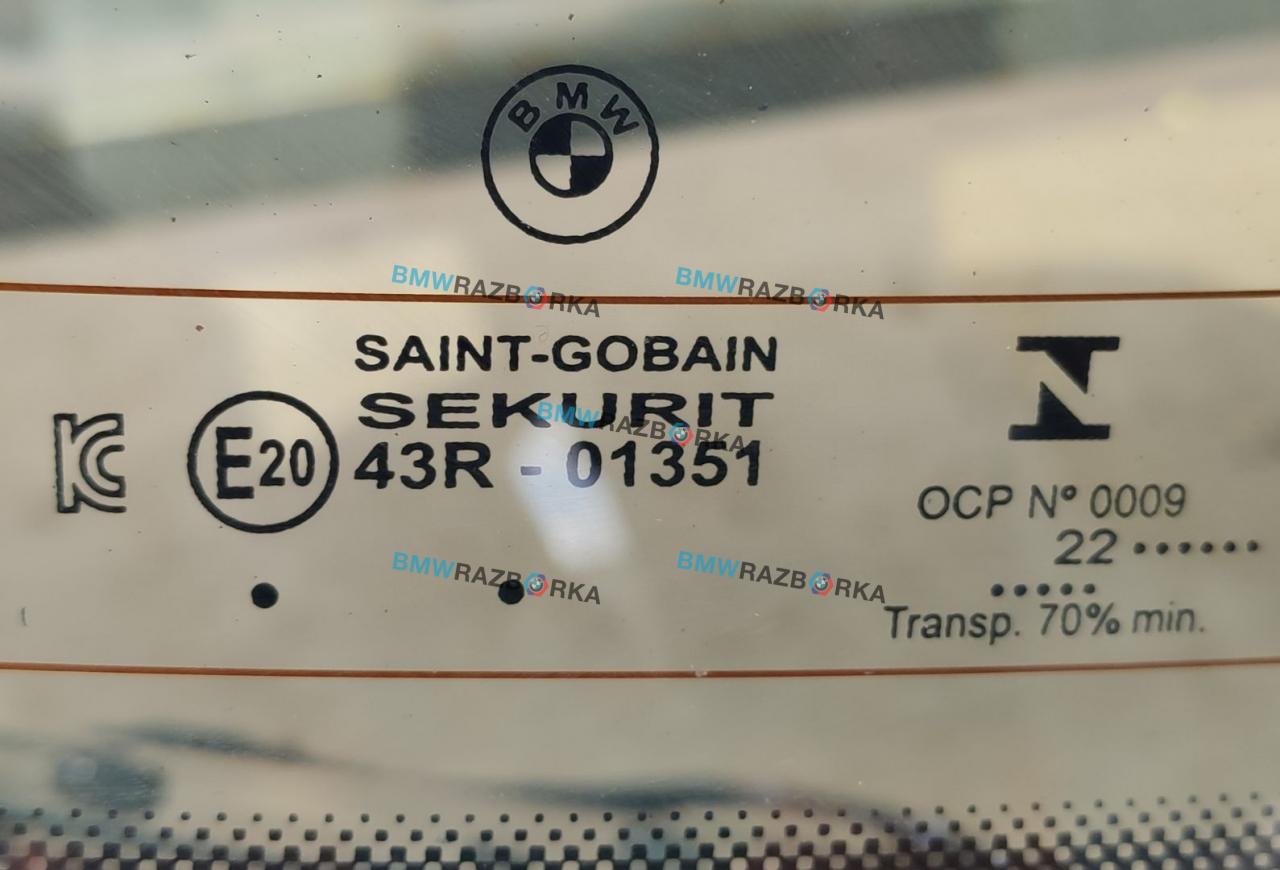 BMW
BMWRAZBORKA BMWRAZBORKA
SAINT-GOBAIN
SEKURIT
BMWRAZBORKA
KC E20 43R - 01351
N
OCP Nº 0009
22 ••••••
•••••
BMWRAZBORKA BMWRAZBORKA
Transp. 70% min.